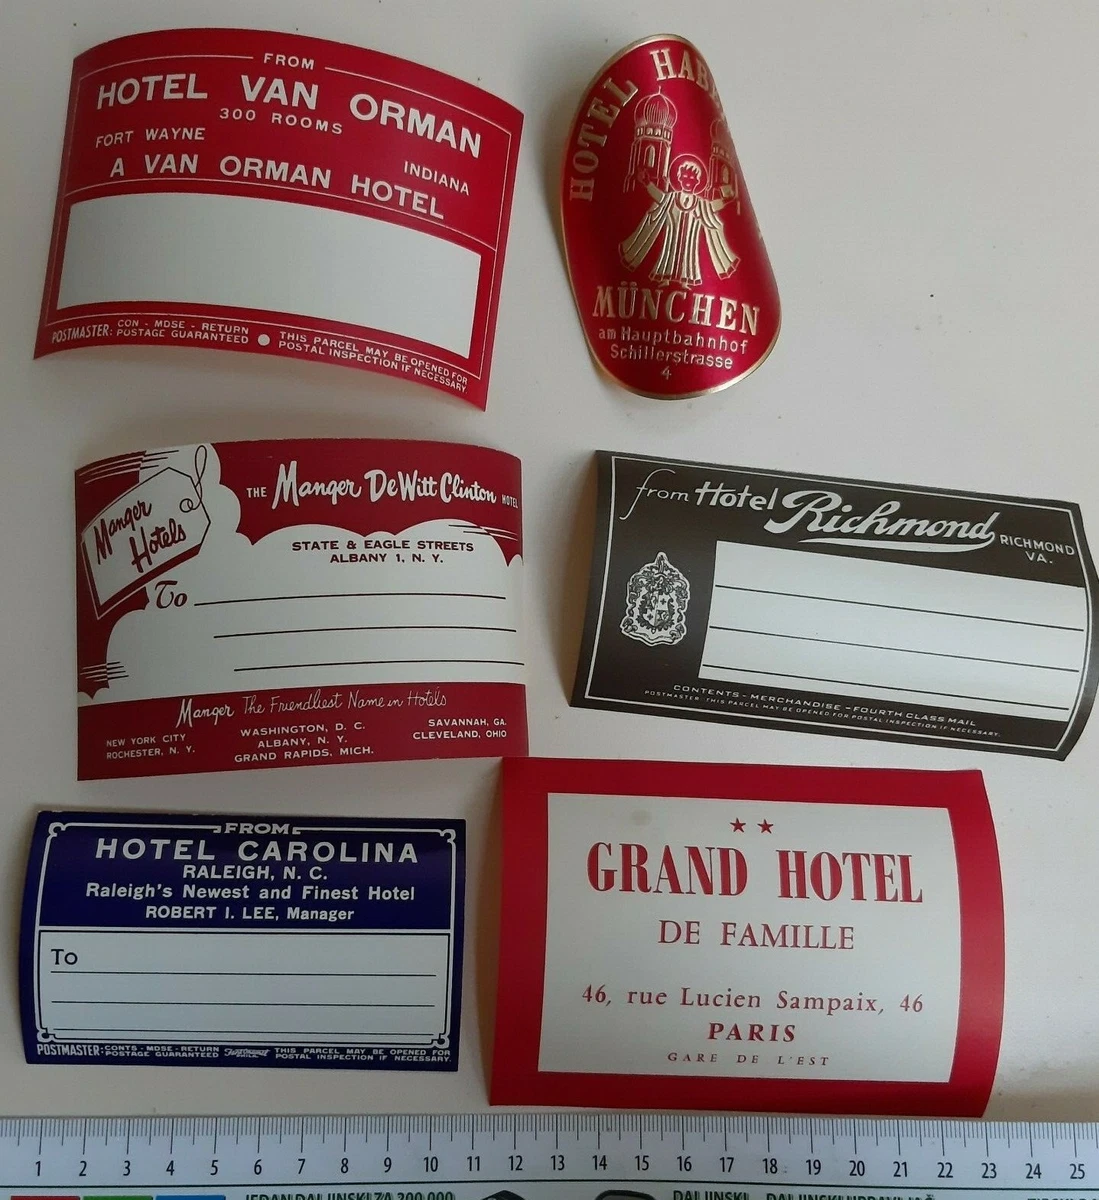 FROM
HOTEL VAN ORMAN
300 ROOMS
FORT WAYNE INDIANA
A VAN ORMAN HOTEL
POSTMASTER: CON - MDSE - RETURN
POSTAGE GUARANTEED
THIS PARCEL MAY BE OPENED FOR
POSTAL INSPECTION IF NECESSARY
HOTEL
MÜNCHEN
am Hauptbahnhof
Schillerstrasse
4
Manger
Hotels
THE Manger DeWitt Clinton HOTEL
STATE & EAGLE STREETS
ALBANY 1, N. Y.
To
Manger The Friendliest Name in Hotels
NEW YORK CITY
ROCHESTER, N. Y.
WASHINGTON, D. C.
ALBANY, N. Y.
GRAND RAPIDS, MICH.
SAVANNAH, GA.
CLEVELAND, OHIO
from Hotel Richmond
RICHMOND
VA.
CONTENTS - MERCHANDISE - FOURTH CLASS MAIL
POSTMASTER THIS PARCEL MAY BE OPENED FOR POSTAL INSPECTION IF NECESSARY.
FROM
HOTEL CAROLINA
RALEIGH, N. C.
Raleigh's Newest and Finest Hotel
ROBERT I. LEE, Manager
To
POSTMASTER: CONTS - MDSE - RETURN
POSTAGE GUARANTEED
THIS PARCEL MAY BE OPENED FOR
POSTAL INSPECTION IF NECESSARY.
GRAND HOTEL
DE FAMILLE
46, rue Lucien Sampaix, 46
PARIS
GARE DE L'EST
1 2 3 4 5 6 7 8 9 10 11 12 13 14 15 16 17 18 19 20 21 22 23 24 25